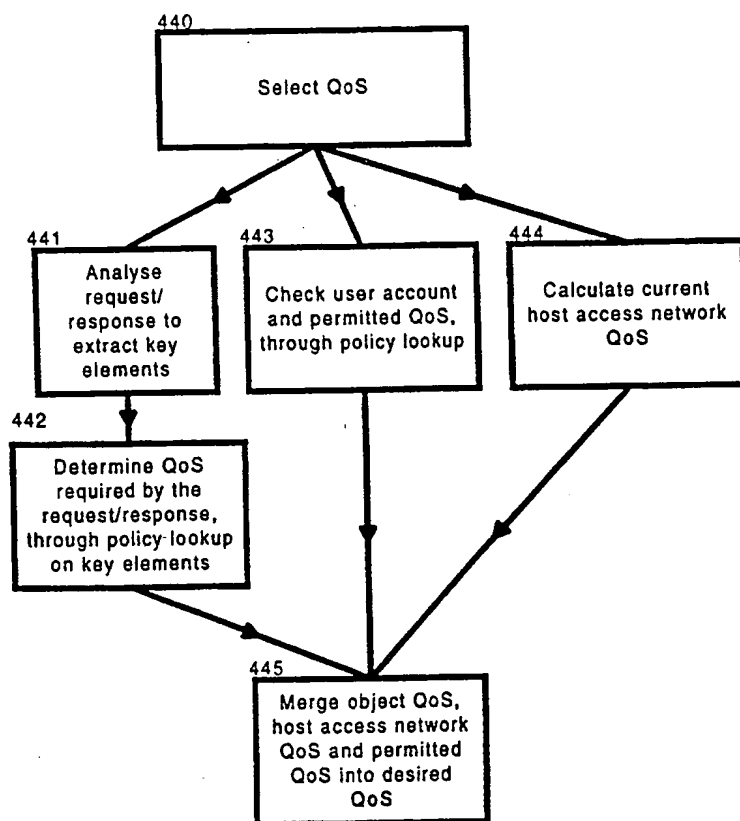 440
Select QoS
441
Analyse
request/
response to
extract key
elements
443
Check user account
and permitted QoS,
through policy lookup
444
Calculate current
host access network
QoS
442
Determine QoS
required by the
request/response,
through policy-lookup
on key elements
445
Merge object QoS,
host access network
QoS and permitted
QoS into desired
QoS